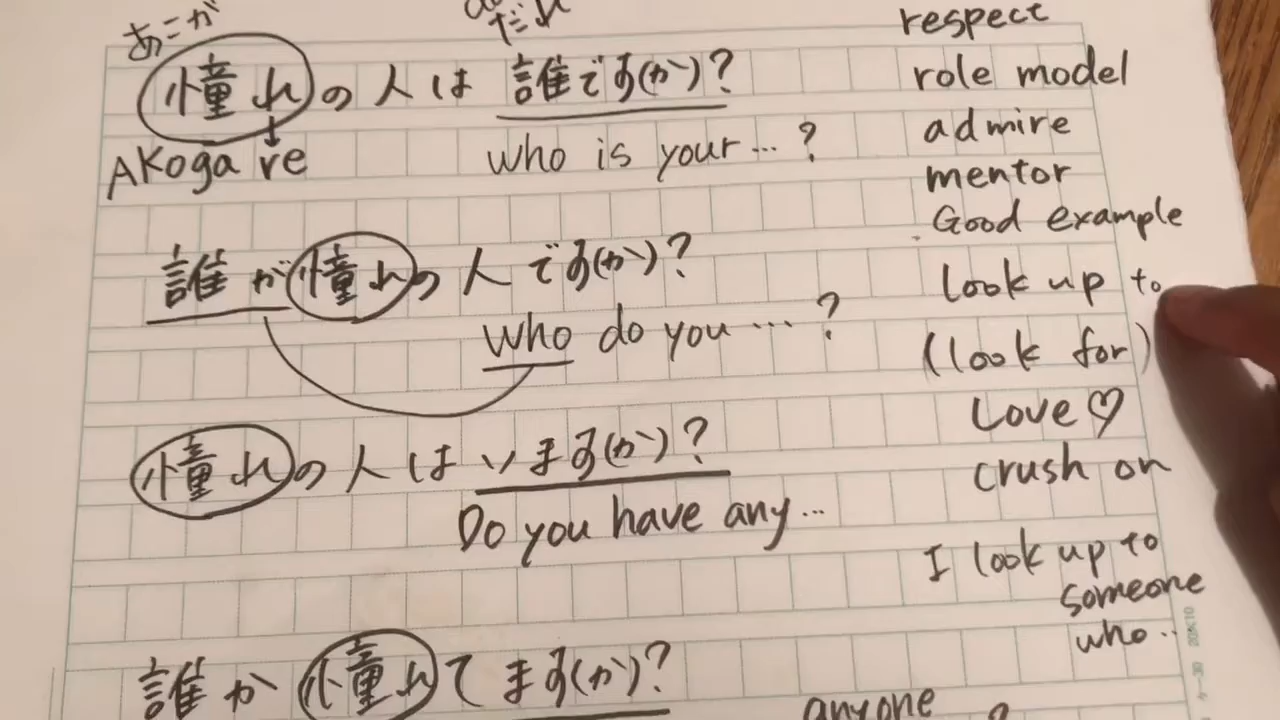 あこが だれ
憧れの人は 誰ですか(か)?
AKogare who is your... ?
誰が憧れの人ですか(か)?
who do you ... ?
憧れの人はいますか(か)?
Do you have any...
誰か憧れてます(か)?
anyone
?
respect
role model
admire
mentor
Good example
look up to
(look for)
Love♡
crush on
I look up to
someone
who..